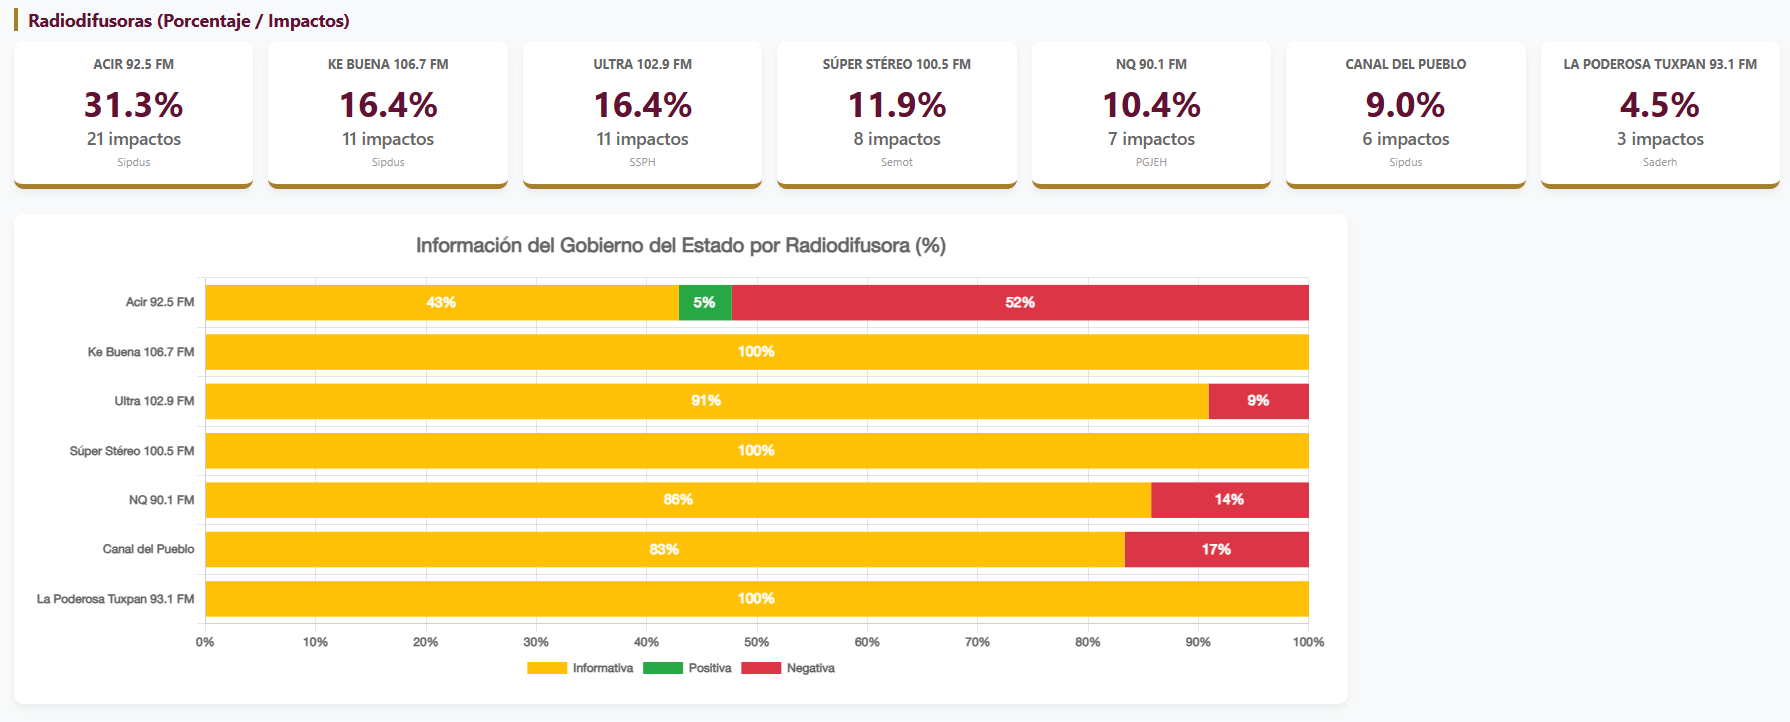 Radiodifusoras (Porcentaje / Impactos)
ACIR 92.5 FM
31.3%
21 impactos
Sipdus
KE BUENA 106.7 FM
16.4%
11 impactos
Sipdus
ULTRA 102.9 FM
16.4%
11 impactos
SSPH
SÚPER STÉREO 100.5 FM
11.9%
8 impactos
Semot
NQ 90.1 FM
10.4%
7 impactos
PGJEH
CANAL DEL PUEBLO
9.0%
6 impactos
Sipdus
LA PODEROSA TUXPAN 93.1 FM
4.5%
3 impactos
Saderh
Información del Gobierno del Estado por Radiodifusora (%)
Acir 92.5 FM 43% 5% 52%
Ke Buena 106.7 FM 100%
Ultra 102.9 FM 91% 9%
Súper Stéreo 100.5 FM 100%
NQ 90.1 FM 86% 14%
Canal del Pueblo 83% 17%
La Poderosa Tuxpan 93.1 FM 100%
0% 10% 20% 30% 40% 50% 60% 70% 80% 90% 100%
Informativa Positiva Negativa